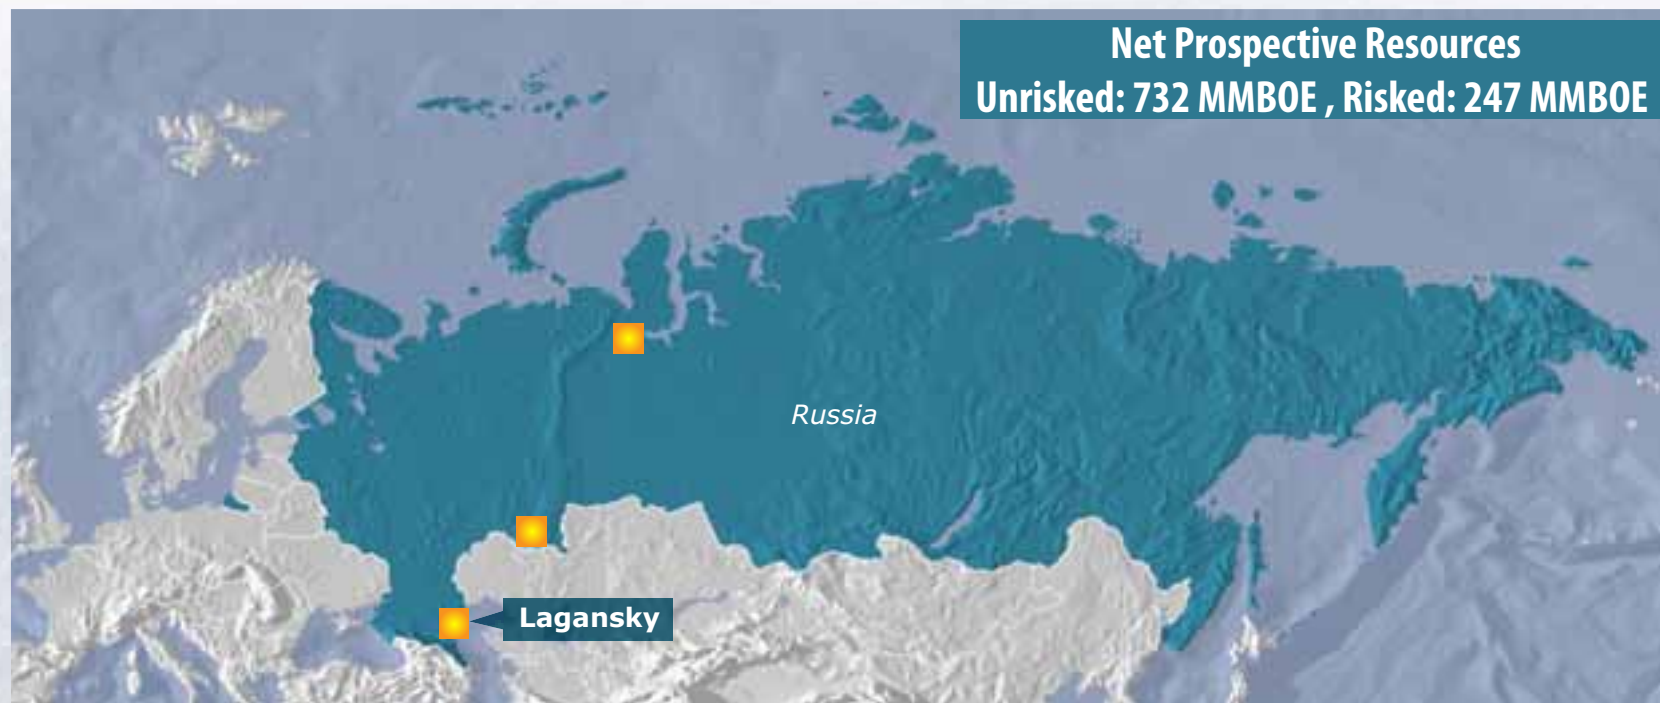 Net Prospective Resources
Unrisked: 732 MMBOE , Risked: 247 MMBOE
Russia
Lagansky